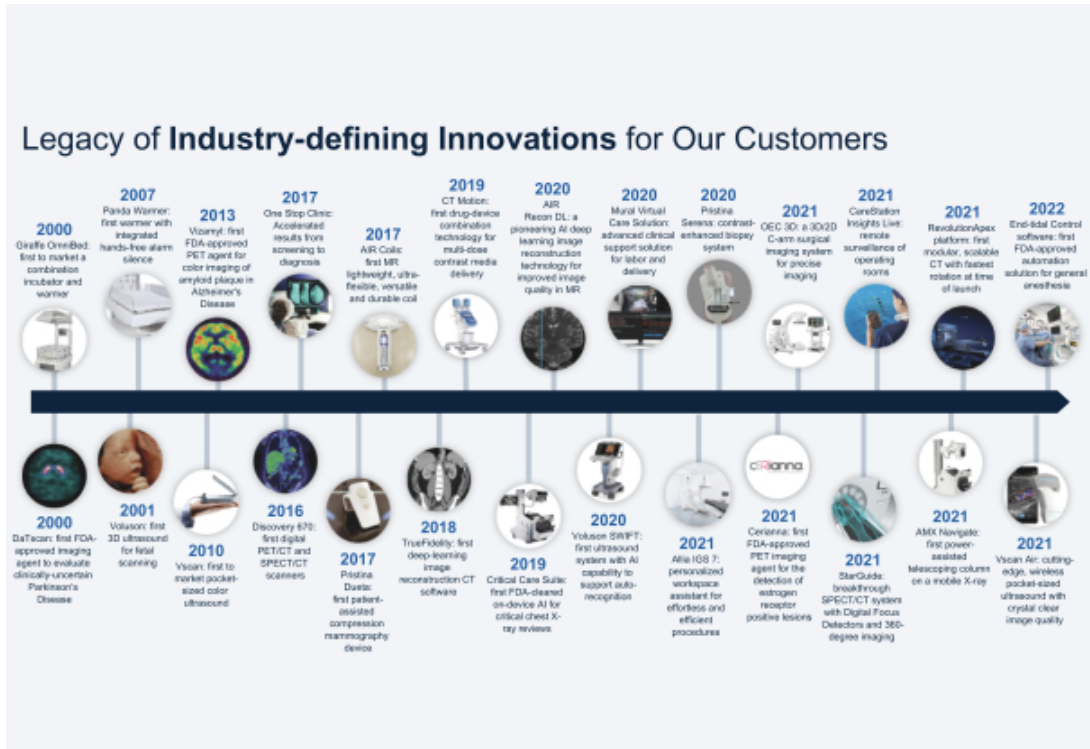 Legacy of Industry-defining Innovations for Our Customers
2000
Giraffe OmniBed:
first to market a
combination
incubator and
warmer
2007
Panda Warmer:
first warmer with
integrated
hands-free alarm
silence
2013
Vizamyl: first
FDA-approved
PET agent for
color imaging of
amyloid plaque in
Alzheimer's
Disease
2017
One Stop Clinic:
Accelerated
results from
screening to
diagnosis
2017
AIR Coils:
first MR
lightweight, ultra-
flexible, versatile
and durable coil
2019
CT Motion:
first drug-device
combination
technology for
multi-dose
contrast media
delivery
2020
AIR
Recon DL: a
pioneering AI deep
learning image
reconstruction
technology for
improved image
quality in MR
2020
Mural Virtual
Care Solution:
advanced clinical
support solution
for labor and
delivery
2020
Pristina
Serena: contrast-
enhanced biopsy
system
2021
OEC 3D: a 3D/2D
C-arm surgical
imaging system
for precise
imaging
2021
CareStation
Insights Live:
remote
surveillance of
operating
rooms
2021
RevolutionApex
platform: first
modular, scalable
CT with fastest
rotation at time
of launch
2022
End-tidal Control
software: first
FDA-approved
automation
solution for general
anesthesia
2000
DaTscan: first FDA-
approved imaging
agent to evaluate
clinically-uncertain
Parkinson's
Disease
2001
Voluson: first
3D ultrasound
for fetal
scanning
2010
Vscan: first to
market pocket-
sized color
ultrasound
2016
Discovery 670:
first digital
PET/CT and
SPECT/CT
scanners
2017
Pristina
Dueta:
first patient-
assisted
compression
mammography
device
2018
TrueFidelity: first
deep-learning
image
reconstruction CT
software
2019
Critical Care Suite:
first FDA-cleared
on-device AI for
critical chest X-
ray reviews
2020
Voluson SWIFT:
first ultrasound
system with AI
capability to
support auto-
recognition
2021
Allia IGS 7:
personalized
workspace
assistant for
effortless and
efficient
procedures
cerianna
2021
Cerianna: first
FDA-approved
PET imaging
agent for the
detection of
estrogen
receptor
positive lesions
2021
StarGuide:
breakthrough
SPECT/CT system
with Digital Focus
Detectors and 360-
degree imaging
2021
AMX Navigate:
first power-
assisted
telescoping column
on a mobile X-ray
2021
Vscan Air: cutting-
edge, wireless
pocket-sized
ultrasound with
crystal clear
image quality